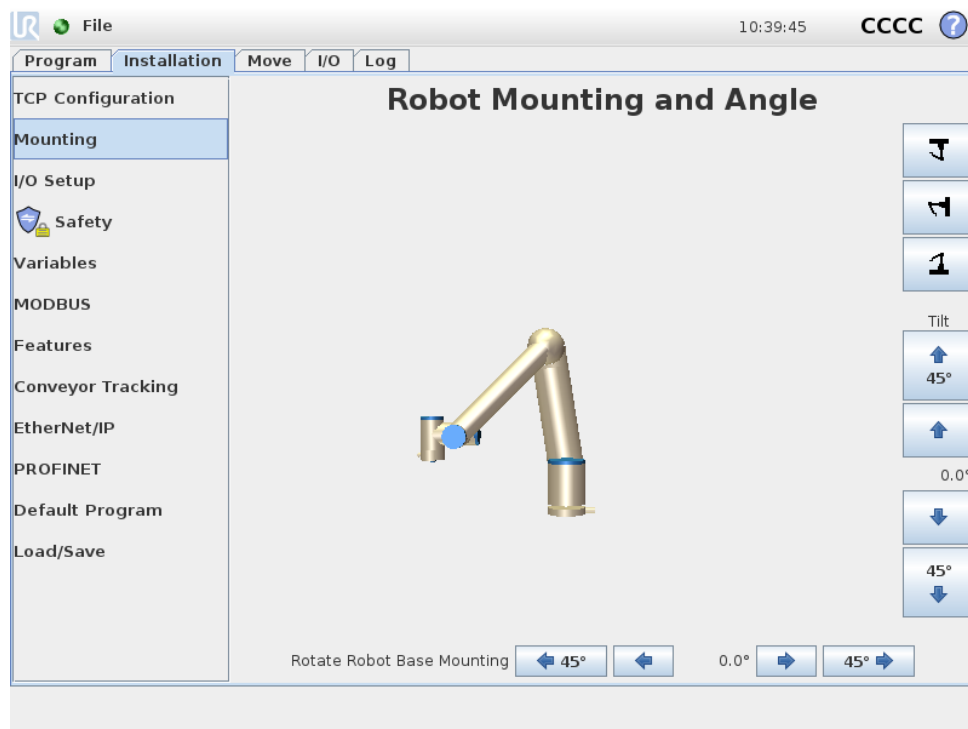 UR File 10:39:45 CCCC ?
Program Installation Move I/O Log
TCP Configuration
Mounting
I/O Setup
Safety
Variables
MODBUS
Features
Conveyor Tracking
EtherNet/IP
PROFINET
Default Program
Load/Save
Robot Mounting and Angle
Tilt
45°
0.0°
45°
Rotate Robot Base Mounting 45° 0.0° 45°